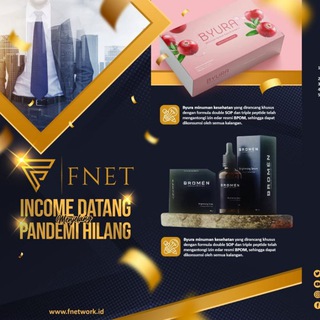 BYURA
BYURA
Byura minuman kesehatan yang dirancang khusus
dengan formula double SOP dan triple peptide telah
mengantongi izin edar resmi BPOM, sehingga dapat
dikonsumsi oleh semua kalangan.
FNET
INCOME DATANG
PANDEMI HILANG
BROMEN
BROMEN
BROMEN
Byura minuman kesehatan yang dirancang khusus
dengan formula double SOP dan triple peptide telah
mengantongi izin edar resmi BPOM, sehingga dapat
dikonsumsi oleh semua kalangan.
www.fnetwork.id